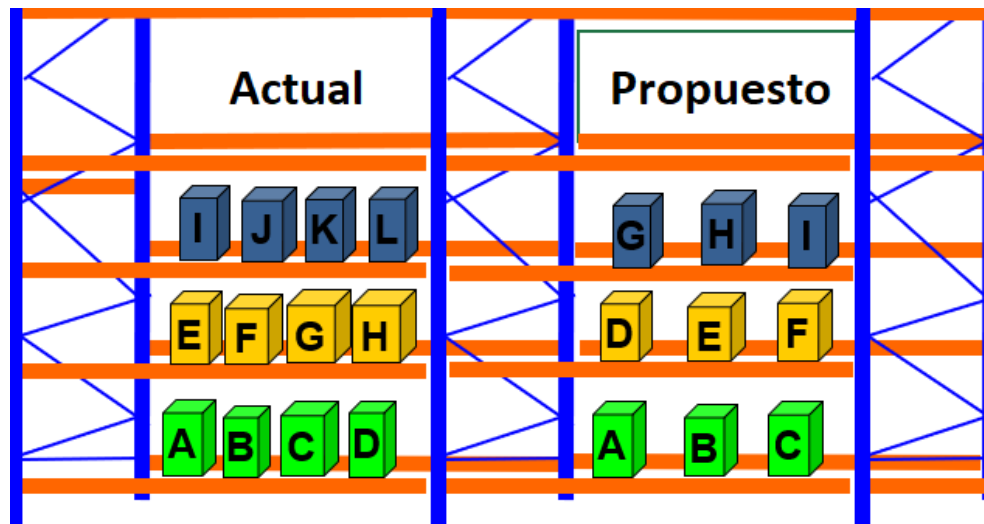 Actual Propuesto
I J K L G H I
E F G H D E F
A B C D A B C